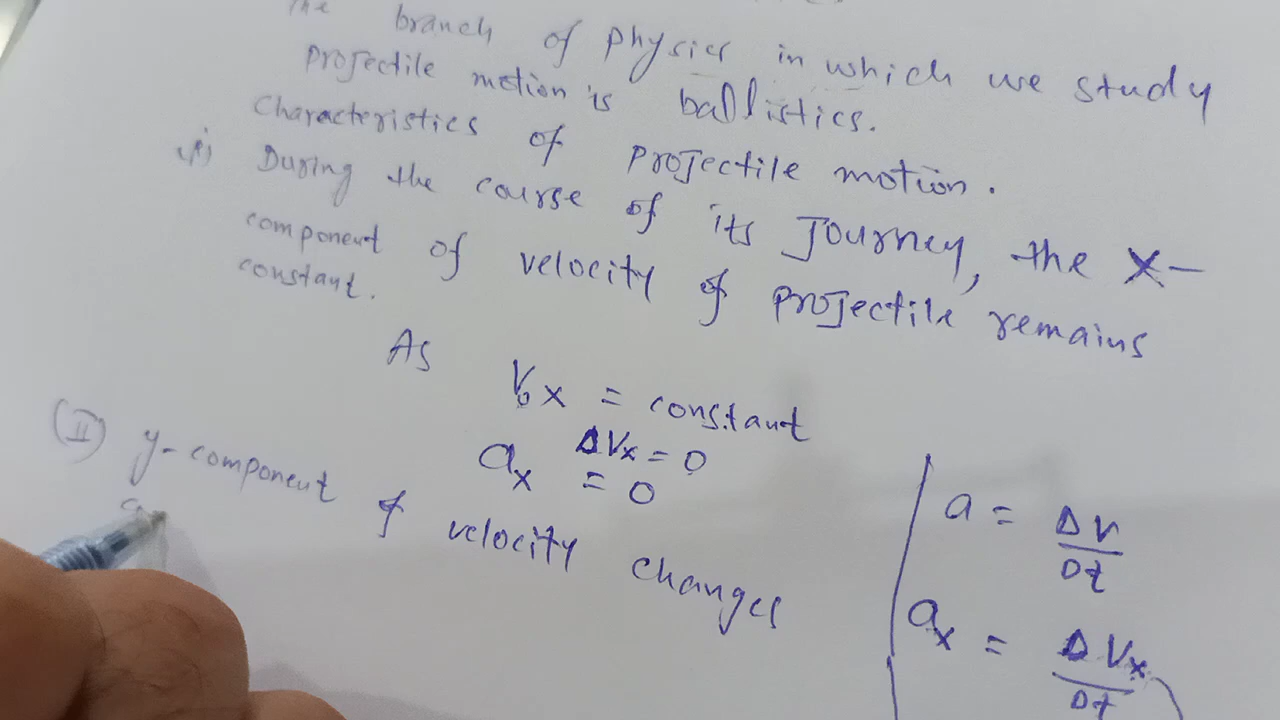 The branch of physics in which we study
projectile motion is ballistics.
Characteristics of projectile motion.
During the course of its Journey, the X-
component of velocity of projectile remains
constant.
As V₀x = constant
ΔVx = 0
ax = 0
(II) y-component of velocity changes
a = ΔV/Δt
ax = ΔVx/Δt